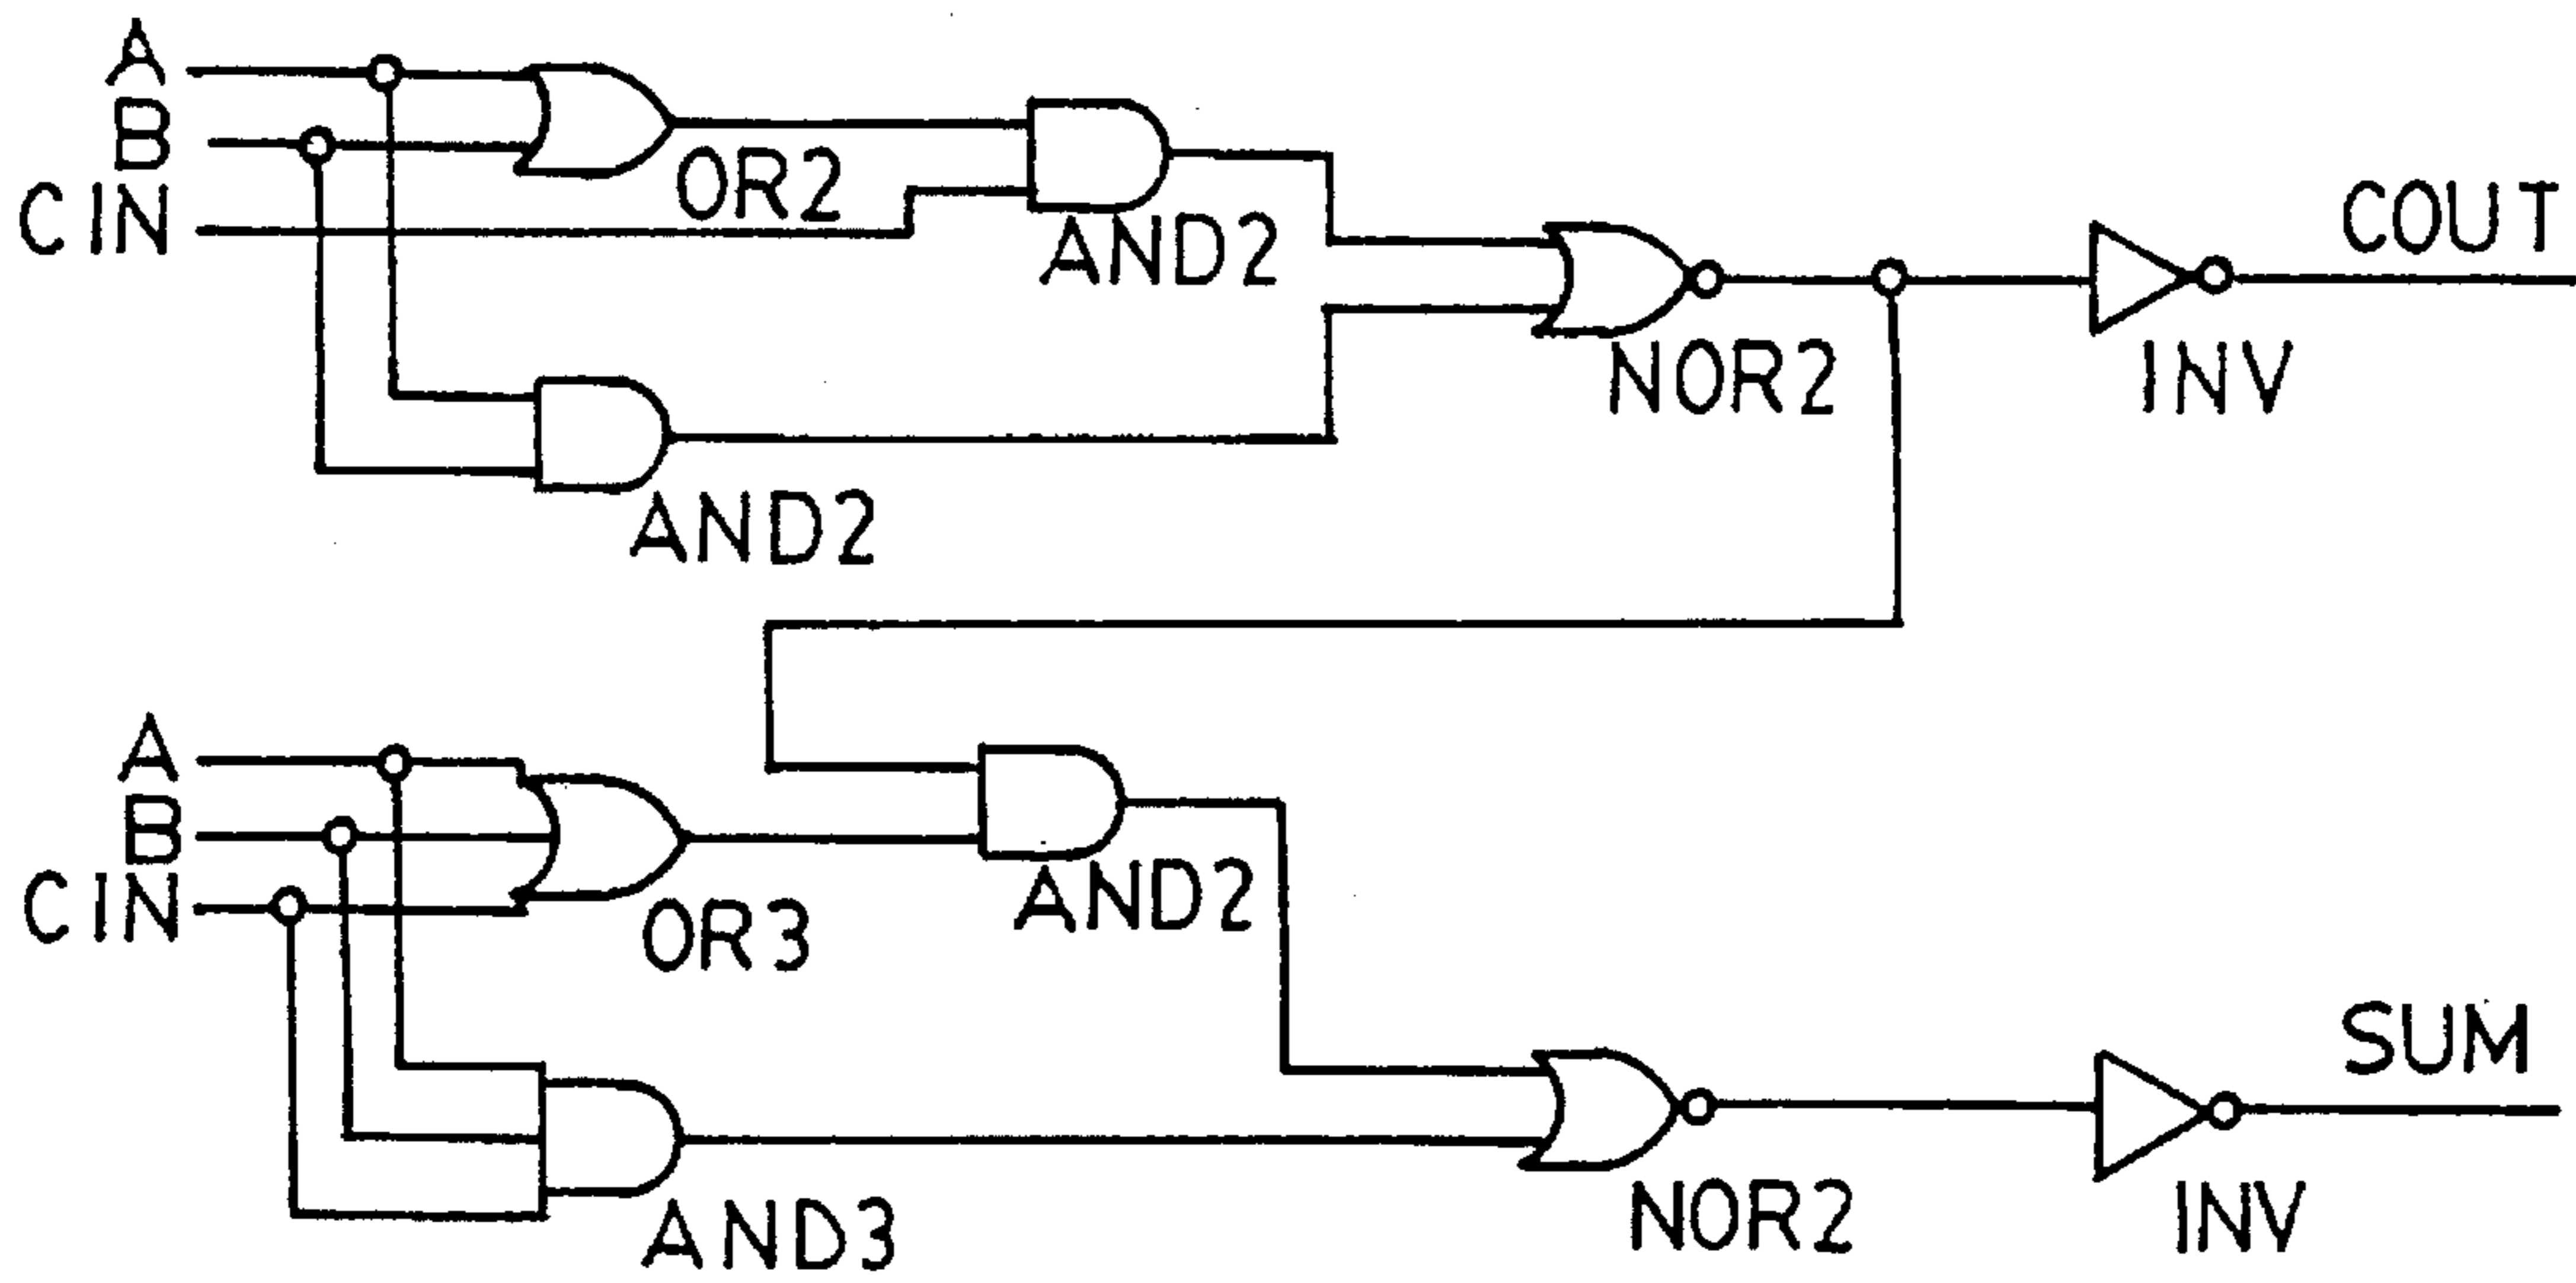 A
B
CIN
OR2
AND2
COUT
NOR2
INV
AND2
A
B
CIN
AND2
OR3
SUM
NOR2
INV
AND3